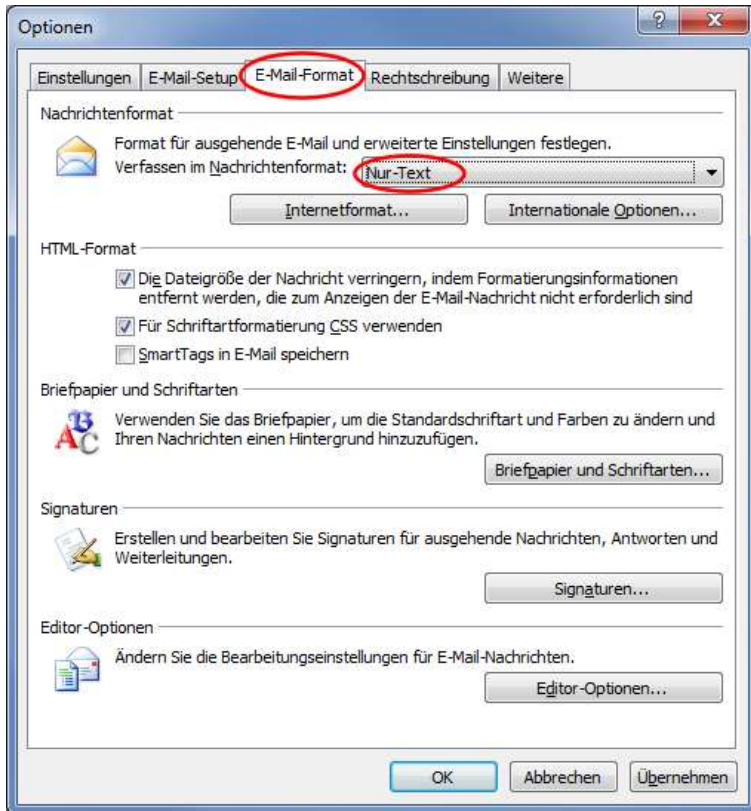 Optionen
Einstellungen E-Mail-Setup E-Mail-Format Rechtschreibung Weitere
Nachrichtenformat
Format für ausgehende E-Mail und erweiterte Einstellungen festlegen.
Verfassen im Nachrichtenformat: Nur-Text
Internetformat... Internationale Optionen...
HTML-Format
Die Dateigröße der Nachricht verringern, indem Formatierungsinformationen
entfernt werden, die zum Anzeigen der E-Mail-Nachricht nicht erforderlich sind
Für Schriftartformatierung CSS verwenden
SmartTags in E-Mail speichern
Briefpapier und Schriftarten
Verwenden Sie das Briefpapier, um die Standardschriftart und Farben zu ändern und
Ihren Nachrichten einen Hintergrund hinzuzufügen.
Briefpapier und Schriftarten...
Signaturen
Erstellen und bearbeiten Sie Signaturen für ausgehende Nachrichten, Antworten und
Weiterleitungen.
Signaturen...
Editor-Optionen
Ändern Sie die Bearbeitungseinstellungen für E-Mail-Nachrichten.
Editor-Optionen...
OK Abbrechen Übernehmen